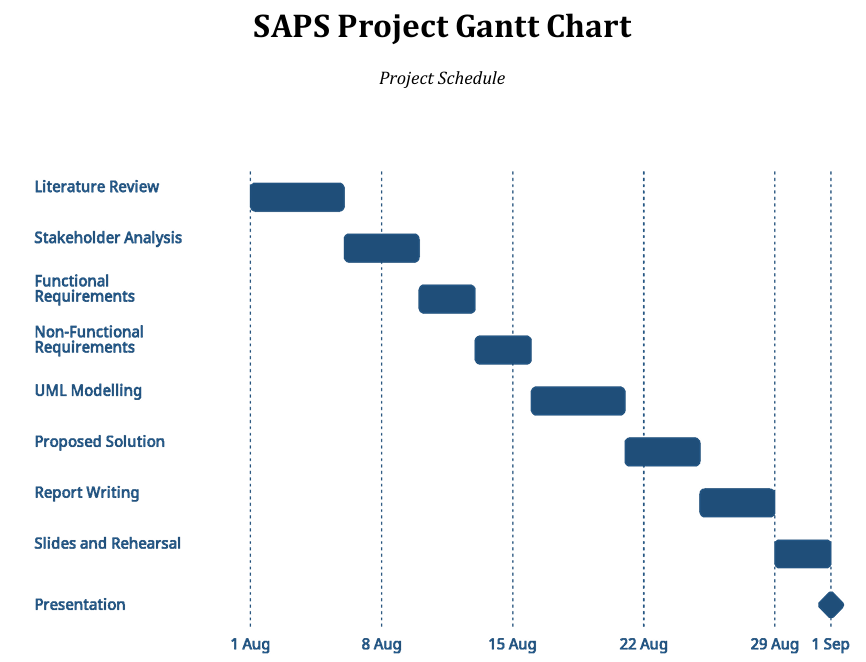 SAPS Project Gantt Chart
Project Schedule
Literature Review
Stakeholder Analysis
Functional
Requirements
Non-Functional
Requirements
UML Modelling
Proposed Solution
Report Writing
Slides and Rehearsal
Presentation
1 Aug 8 Aug 15 Aug 22 Aug 29 Aug 1 Sep